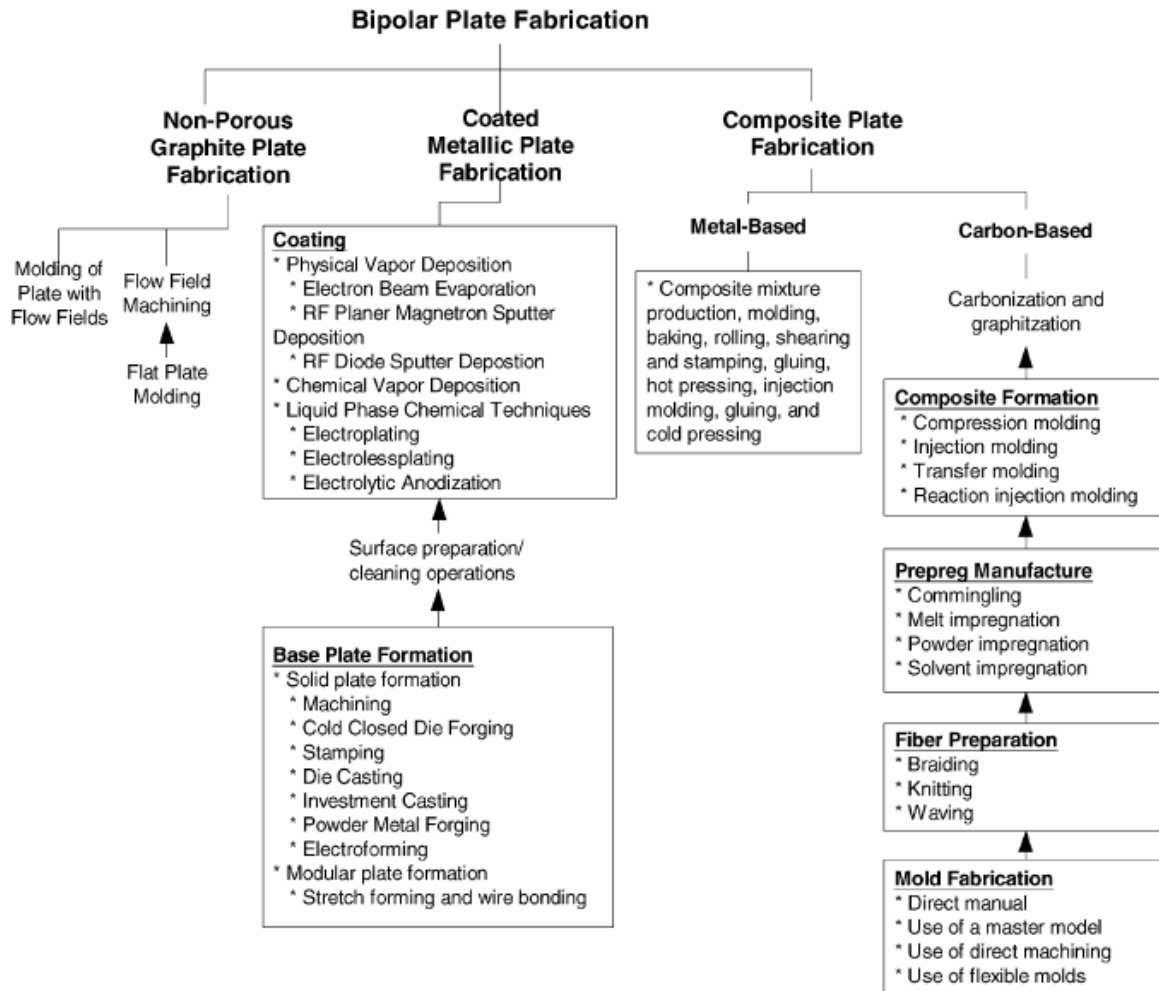 Bipolar Plate Fabrication
Non-Porous
Graphite Plate
Fabrication
Coated
Metallic Plate
Fabrication
Composite Plate
Fabrication
Molding of
Plate with
Flow Fields
Flow Field
Machining
Flat Plate
Molding
Coating
* Physical Vapor Deposition
* Electron Beam Evaporation
* RF Planer Magnetron Sputter
Deposition
* RF Diode Sputter Depostion
* Chemical Vapor Deposition
* Liquid Phase Chemical Techniques
* Electroplating
* Electrolessplating
* Electrolytic Anodization
Surface preparation/
cleaning operations
Base Plate Formation
* Solid plate formation
* Machining
* Cold Closed Die Forging
* Stamping
* Die Casting
* Investment Casting
* Powder Metal Forging
* Electroforming
* Modular plate formation
* Stretch forming and wire bonding
Metal-Based
* Composite mixture
production, molding,
baking, rolling, shearing
and stamping, gluing,
hot pressing, injection
molding, gluing, and
cold pressing
Carbon-Based
Carbonization and
graphitzation
Composite Formation
* Compression molding
* Injection molding
* Transfer molding
* Reaction injection molding
Prepreg Manufacture
* Commingling
* Melt impregnation
* Powder impregnation
* Solvent impregnation
Fiber Preparation
* Braiding
* Knitting
* Waving
Mold Fabrication
* Direct manual
* Use of a master model
* Use of direct machining
* Use of flexible molds